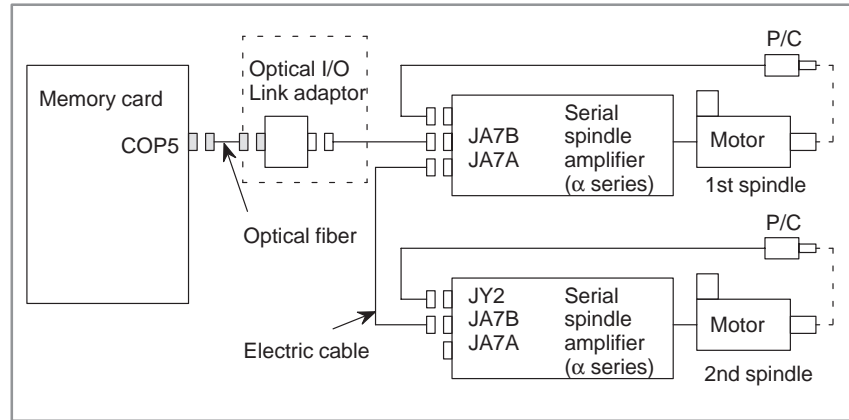 Memory card
COP5
Optical I/O
Link adaptor
Optical fiber
Electric cable
P/C
JA7B
JA7A
Serial
spindle
amplifier
(α series)
Motor
1st spindle
P/C
JY2
JA7B
JA7A
Serial
spindle
amplifier
(α series)
Motor
2nd spindle